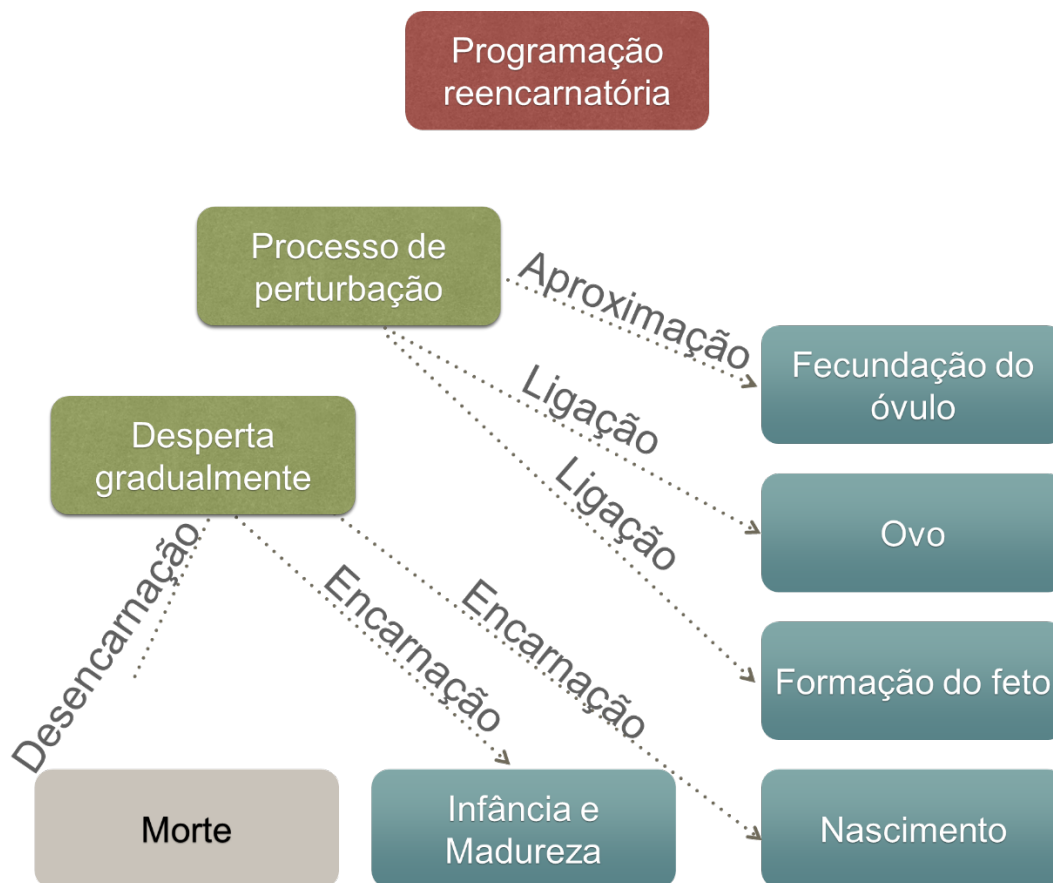 Programação
reencarnatória
Processo de
perturbação
Aproximação
Fecundação do
óvulo
Ligação
Ligação
Desperta
gradualmente
Ovo
Desencarnação
Encarnação
Encarnação
Formação do feto
Morte
Infância e
Madureza
Nascimento